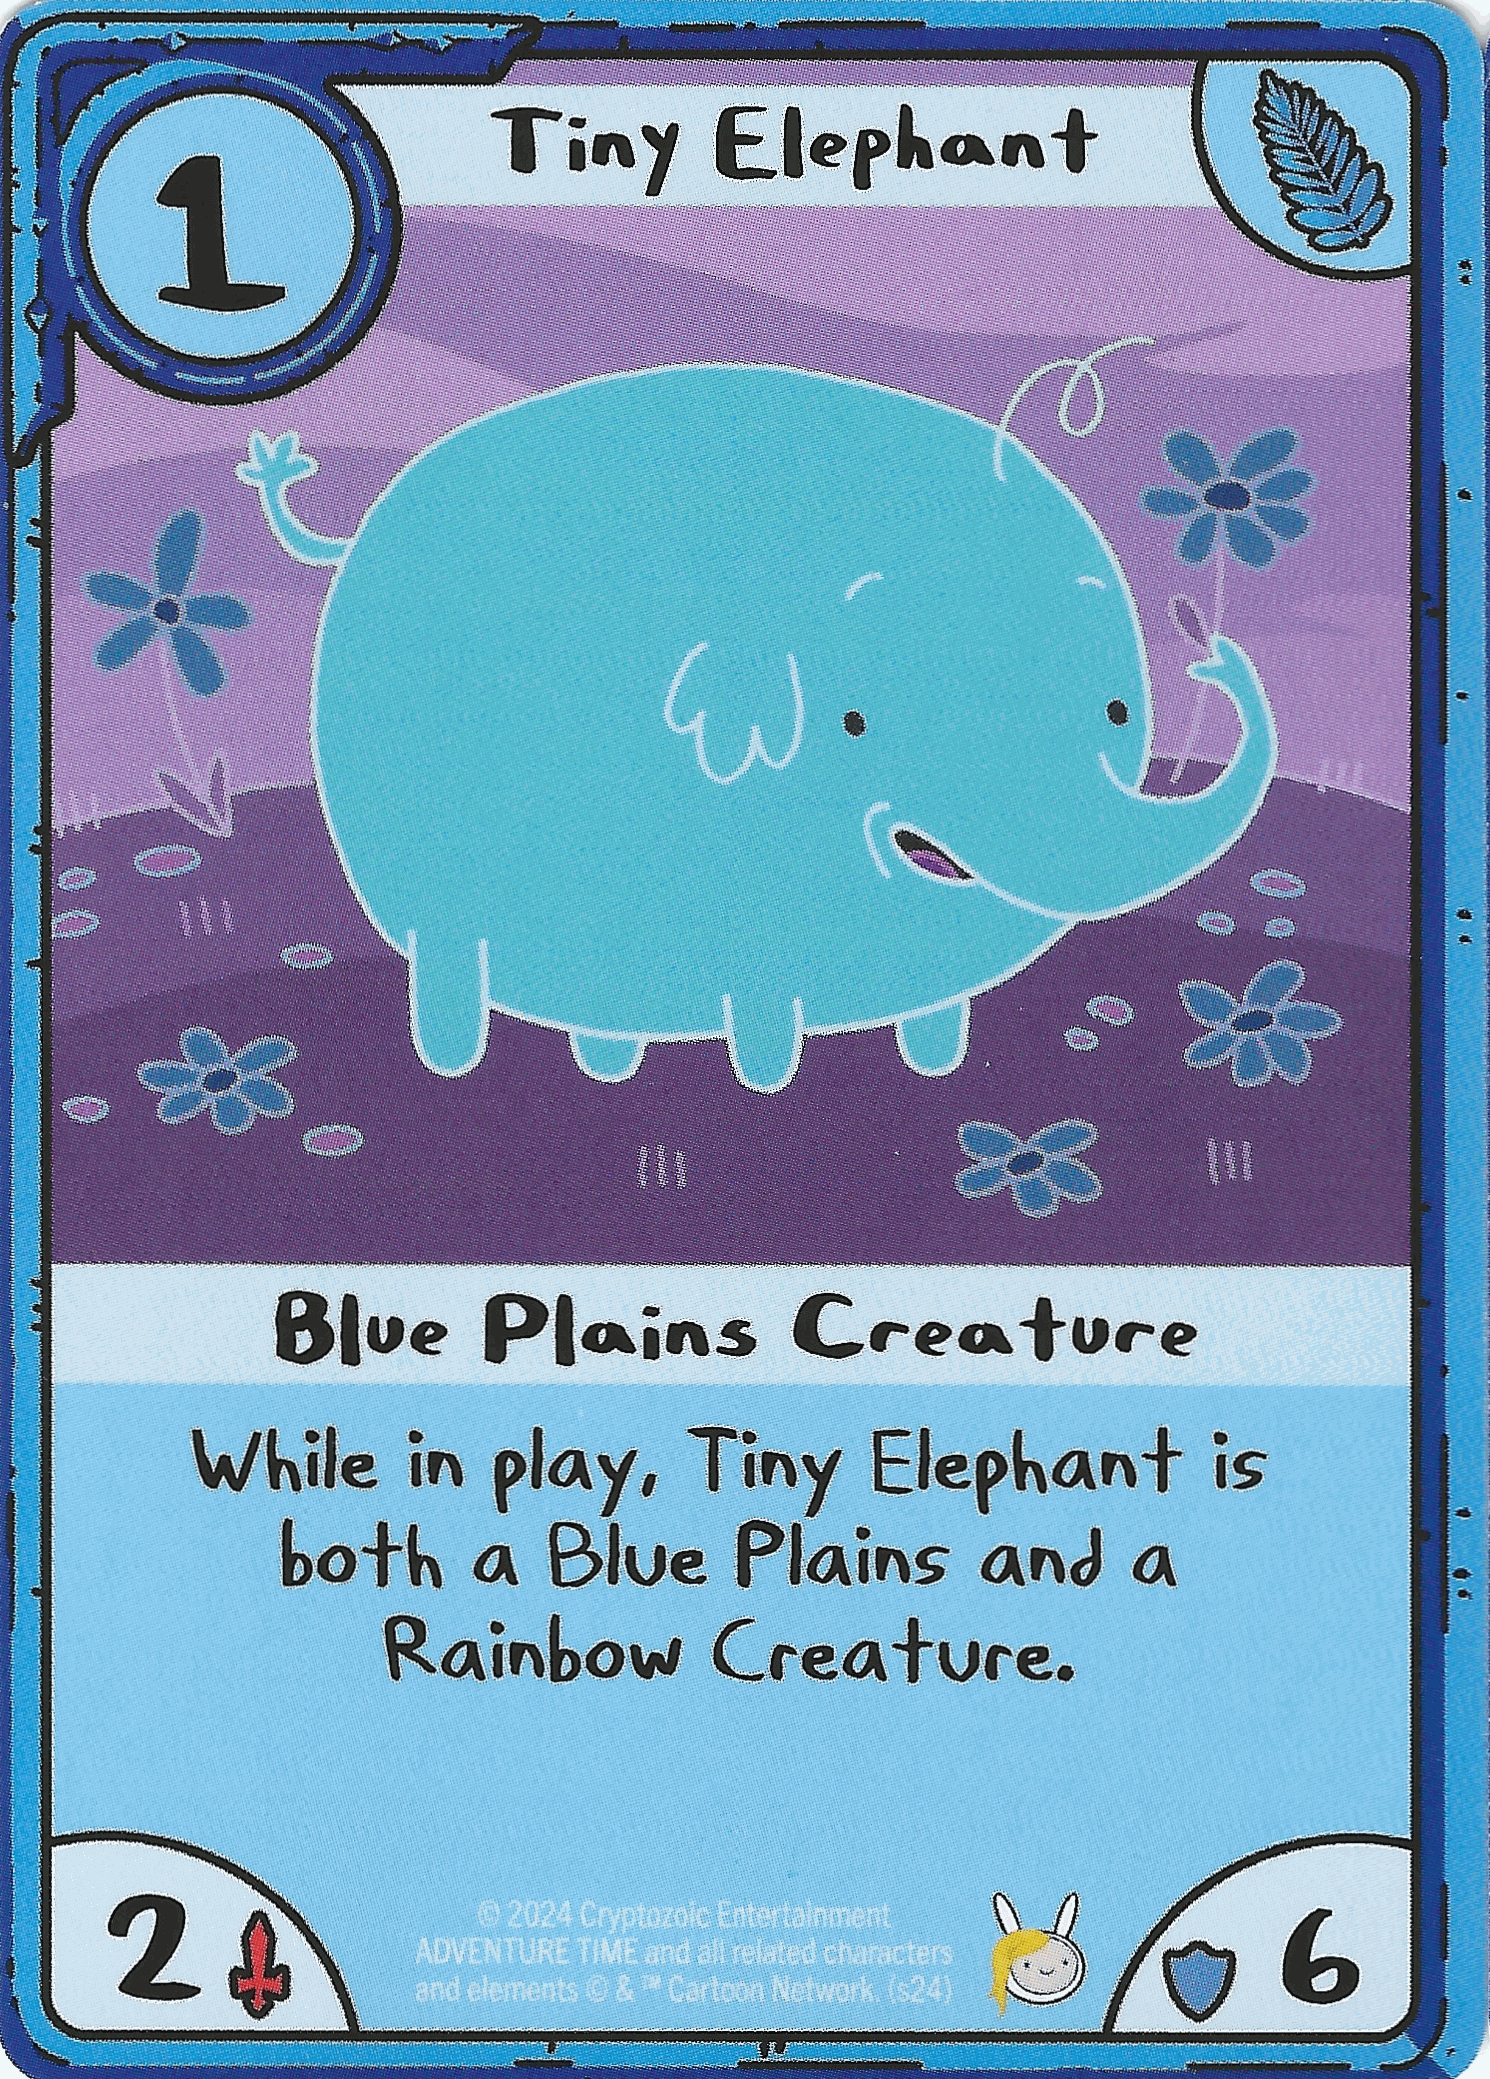 1
Tiny Elephant
Blue Plains Creature
While in play, Tiny Elephant is
both a Blue Plains and a
Rainbow Creature.
2
© 2024 Cryptozoic Entertainment
ADVENTURE TIME and all related characters
and elements © & ™ Cartoon Network. (s24)
6